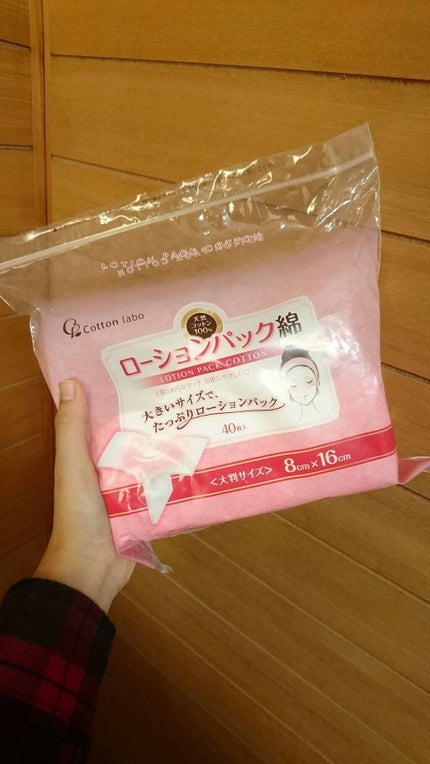 LOTION PACK COTTON
Cotton labo
天然
コットン
100%
ローションパック綿
LOTION PACK COTTON
大きいサイズで、
たっぷりローションパック
40枚入
<大判サイズ> 8cm×16cm